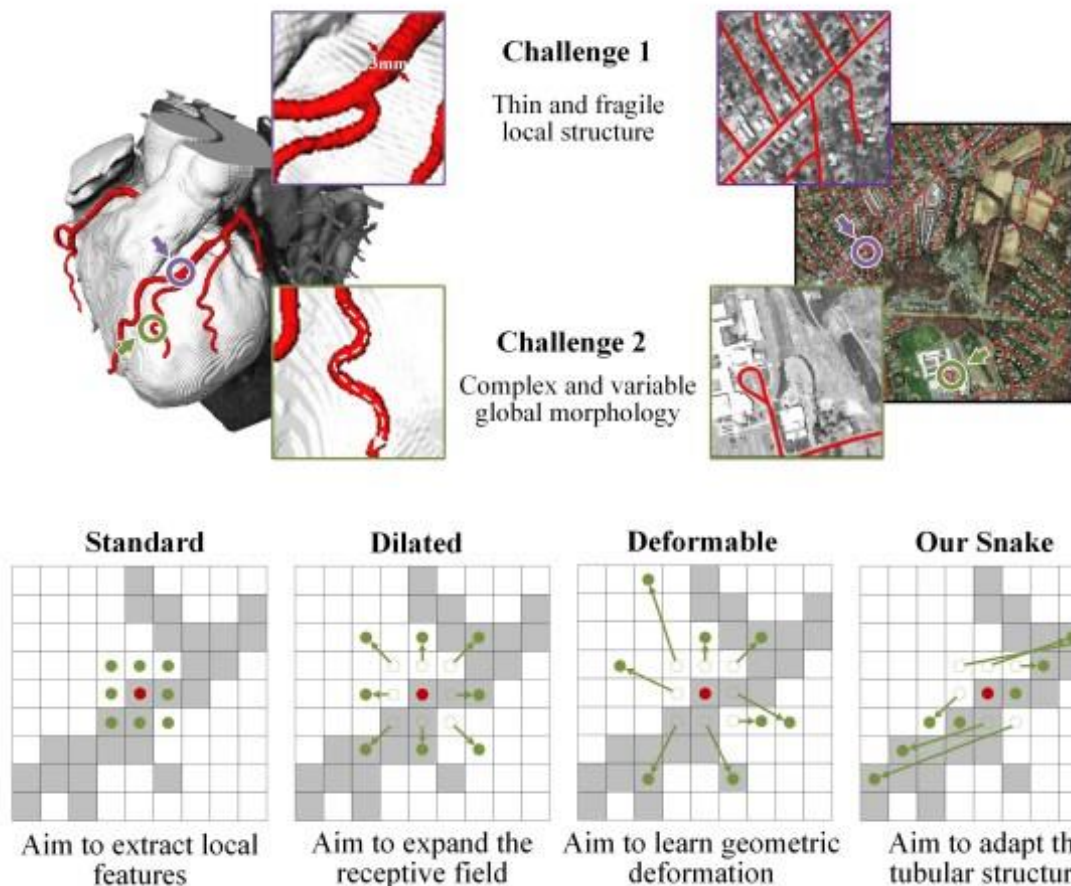 3mm
Challenge 1
Thin and fragile
local structure
Challenge 2
Complex and variable
global morphology
Standard
Dilated
Deformable
Our Snake
Aim to extract local
features
Aim to expand the
receptive field
Aim to learn geometric
deformation
Aim to adapt th
tubular structur